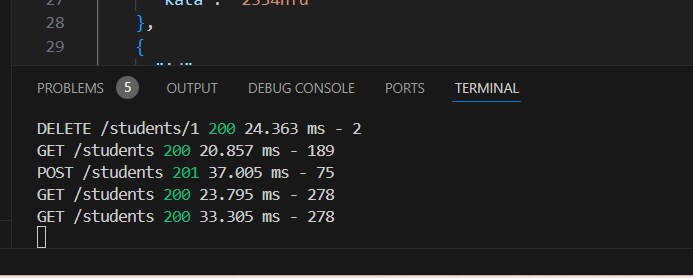 27
28 },
29 {
PROBLEMS 5 OUTPUT DEBUG CONSOLE PORTS TERMINAL
DELETE /students/1 200 24.363 ms - 2
GET /students 200 20.857 ms - 189
POST /students 201 37.005 ms - 75
GET /students 200 23.795 ms - 278
GET /students 200 33.305 ms - 278